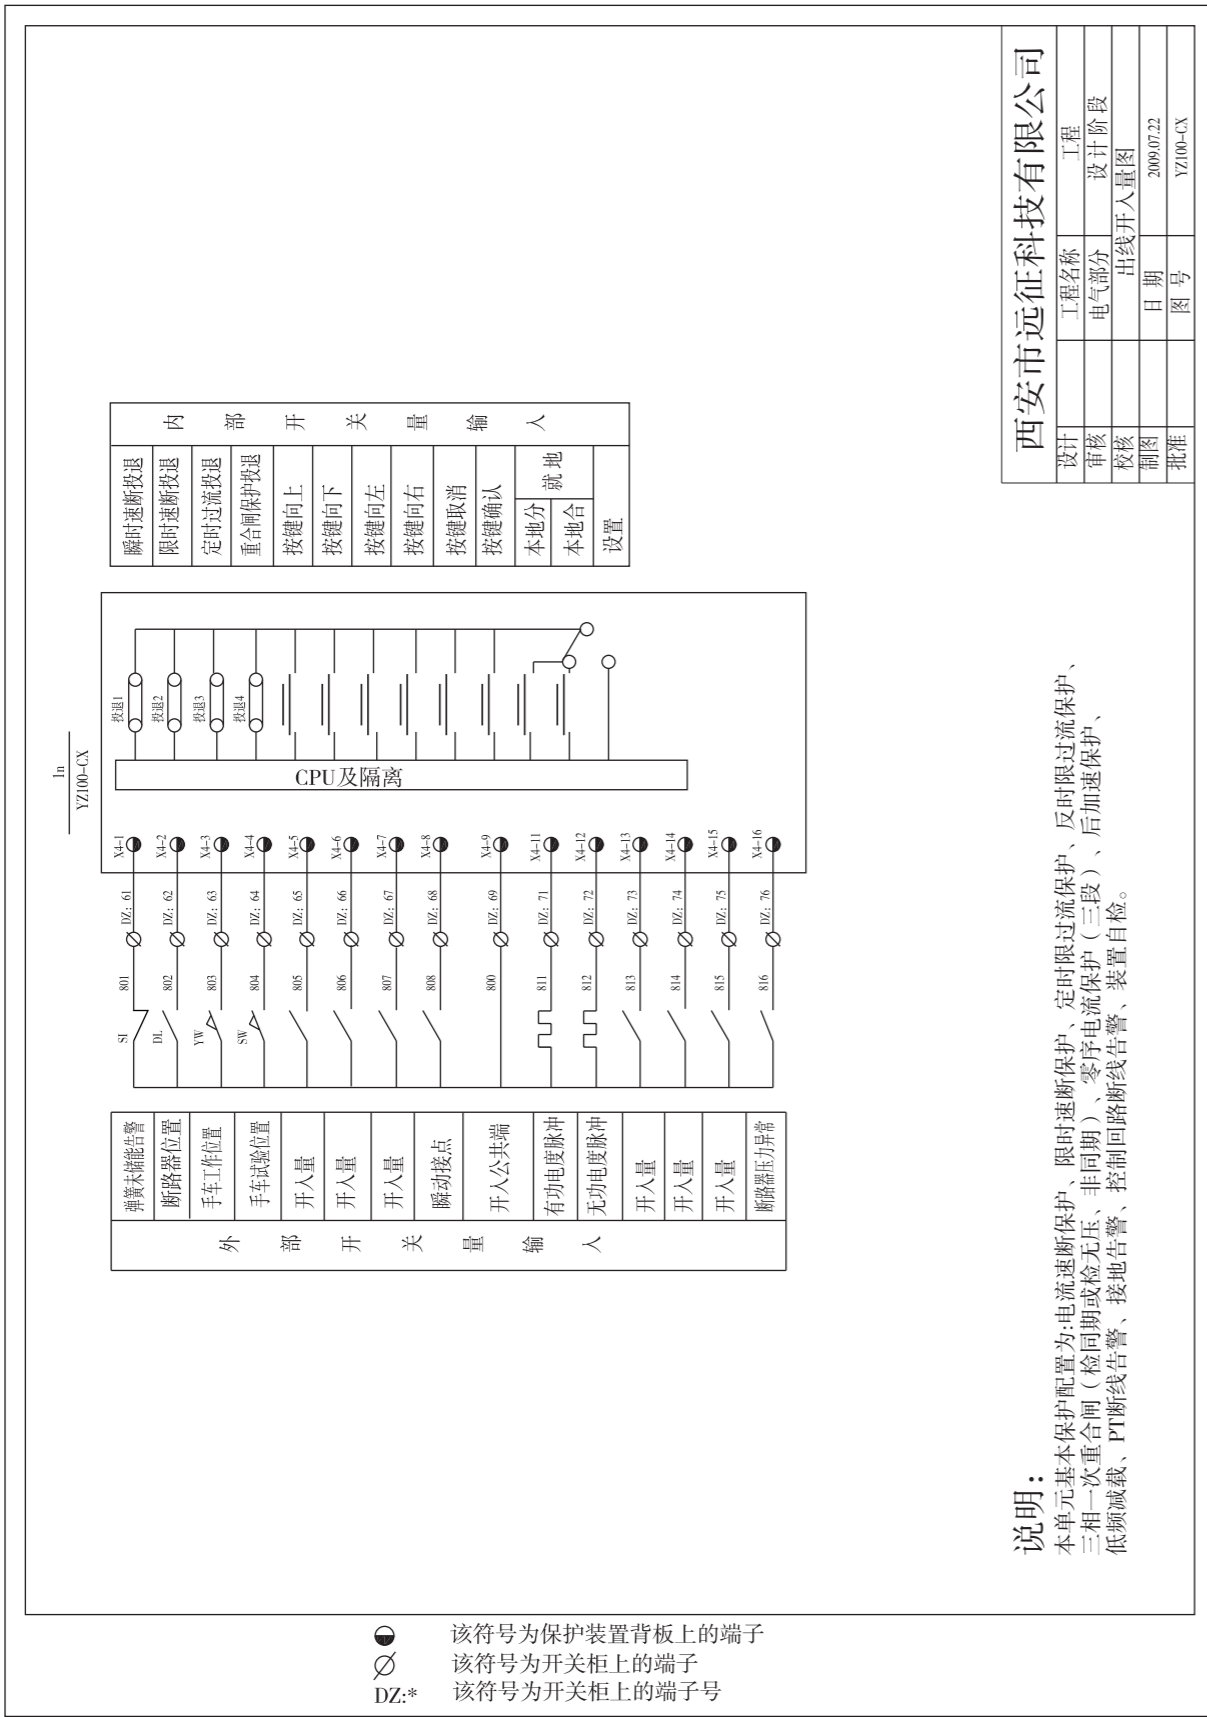 1n
YZ100-CX
外部开关量输入
弹簧未储能告警 SI 801 DZ: 61 X4-1
断路器位置 DL 802 DZ: 62 X4-2
手车工作位置 YW 803 DZ: 63 X4-3
手车试验位置 SW 804 DZ: 64 X4-4
开入量 805 DZ: 65 X4-5
开入量 806 DZ: 66 X4-6
开入量 807 DZ: 67 X4-7
瞬动接点 808 DZ: 68 X4-8
开入公共端 800 DZ: 69 X4-9
有功电度脉冲 811 DZ: 71 X4-11
无功电度脉冲 812 DZ: 72 X4-12
开入量 813 DZ: 73 X4-13
开入量 814 DZ: 74 X4-14
开入量 815 DZ: 75 X4-15
断路器压力异常 816 DZ: 76 X4-16
CPU及隔离
投退1 瞬时速断投退
投退2 限时速断投退
投退3 定时过流投退
投退4 重合闸保护投退
按键向上
按键向下
按键向左
按键向右
按键取消
按键确认
本地分
本地合
就地
设置
内部开关量输入
说明：
本单元基本保护配置为:电流速断保护、限时速断保护、定时限过流保护、反时限过流保护、
三相一次重合闸（检同期或检无压、非同期）、零序电流保护（三段）、后加速保护、
低频减载、PT断线告警、接地告警、控制回路断线告警、装置自检。
西安市远征科技有限公司
设计 工程名称 工程
审核 电气部分 设计阶段
校核 出线开入量图
制图 日期 2009.07.22
批准 图号 YZ100-CX
该符号为保护装置背板上的端子
该符号为开关柜上的端子
DZ:* 该符号为开关柜上的端子号